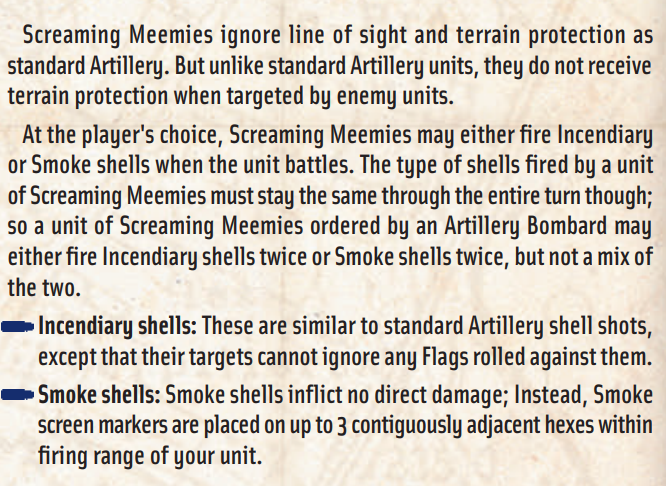 Screaming Meemies ignore line of sight and terrain protection as
standard Artillery. But unlike standard Artillery units, they do not receive
terrain protection when targeted by enemy units.
At the player's choice, Screaming Meemies may either fire Incendiary
or Smoke shells when the unit battles. The type of shells fired by a unit
of Screaming Meemies must stay the same through the entire turn though;
so a unit of Screaming Meemies ordered by an Artillery Bombard may
either fire Incendiary shells twice or Smoke shells twice, but not a mix of
the two.
Incendiary shells: These are similar to standard Artillery shell shots,
except that their targets cannot ignore any Flags rolled against them.
Smoke shells: Smoke shells inflict no direct damage; Instead, Smoke
screen markers are placed on up to 3 contiguously adjacent hexes within
firing range of your unit.